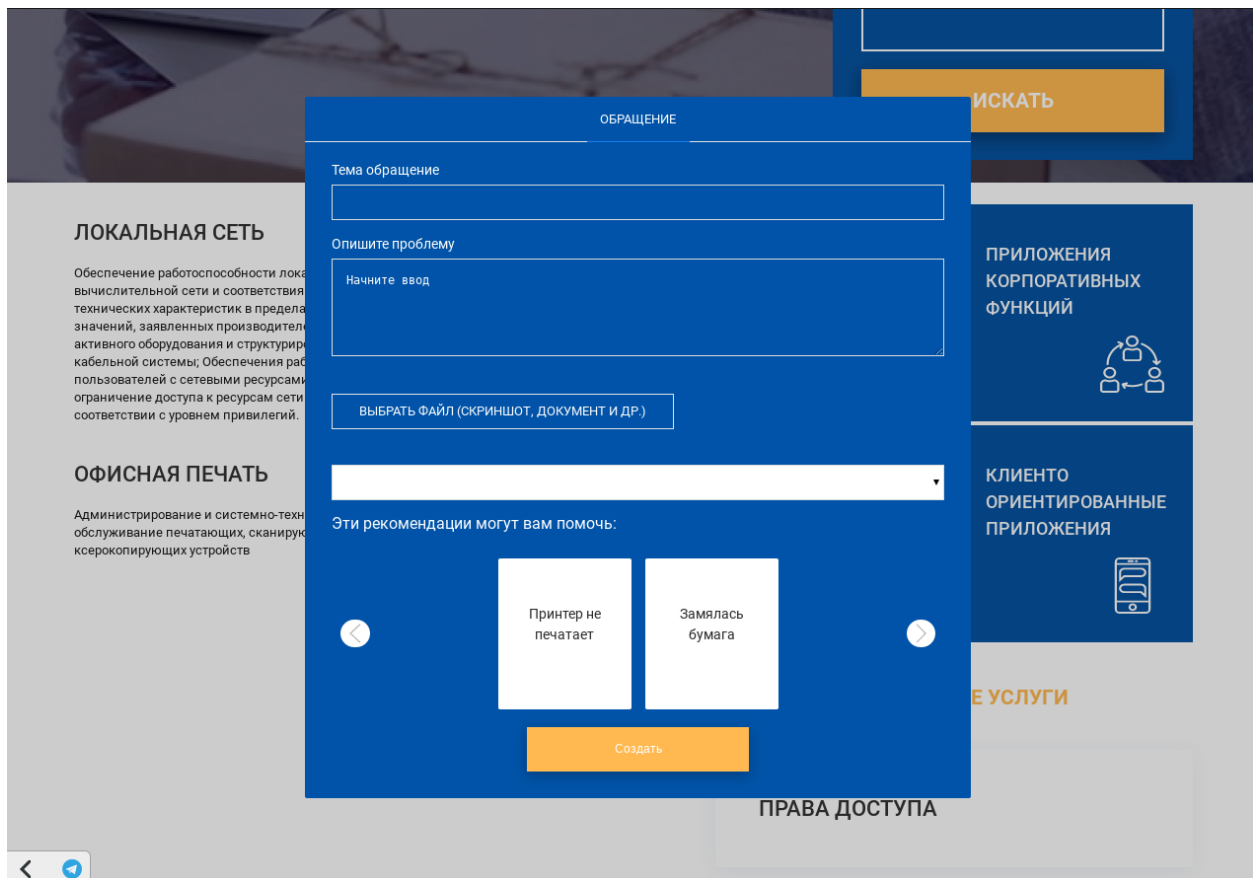 ИСКАТЬ
ОБРАЩЕНИЕ
Тема обращение
Опишите проблему
Начните ввод
ВЫБРАТЬ ФАЙЛ (СКРИНШОТ, ДОКУМЕНТ И ДР.)
Эти рекомендации могут вам помочь:
Принтер не
печатает
Замялась
бумага
Создать
ЛОКАЛЬНАЯ СЕТЬ
Обеспечение работоспособности лока
вычислительной сети и соответствия
технических характеристик в предела
значений, заявленных производител
активного оборудования и структурир
кабельной системы; Обеспечения раб
пользователей с сетевыми ресурсами
ограничение доступа к ресурсам сети
соответствии с уровнем привилегий.
ОФИСНАЯ ПЕЧАТЬ
Администрирование и системно-техн
обслуживание печатающих, сканирую
ксерокопирующих устройств
ПРИЛОЖЕНИЯ
КОРПОРАТИВНЫХ
ФУНКЦИЙ
КЛИЕНТО
ОРИЕНТИРОВАННЫЕ
ПРИЛОЖЕНИЯ
Е УСЛУГИ
ПРАВА ДОСТУПА